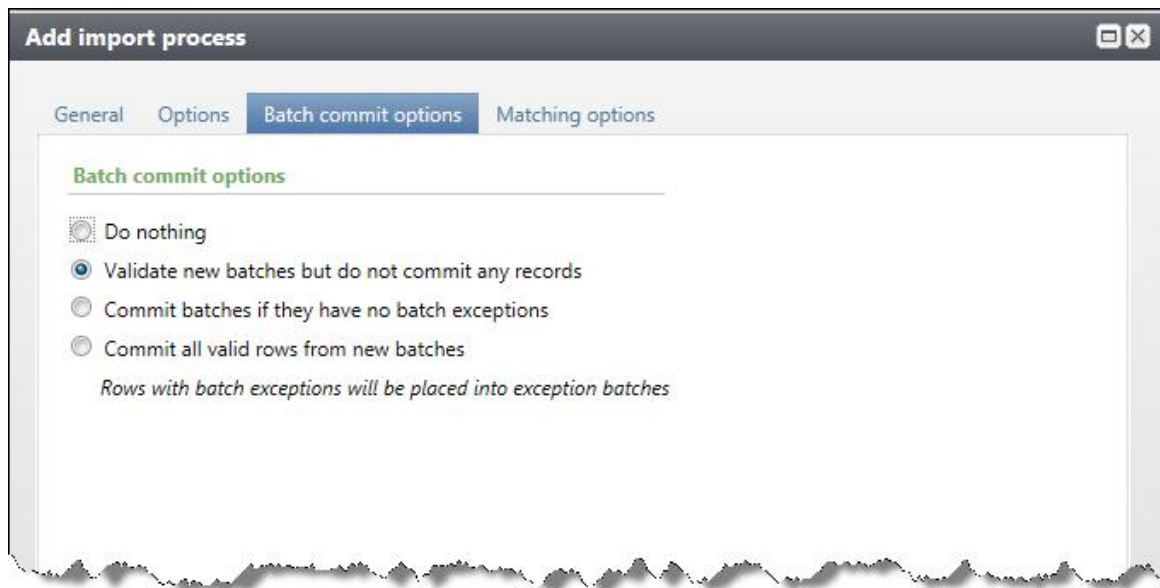 Add import process
General Options Batch commit options Matching options
Batch commit options
Do nothing
Validate new batches but do not commit any records
Commit batches if they have no batch exceptions
Commit all valid rows from new batches
Rows with batch exceptions will be placed into exception batches